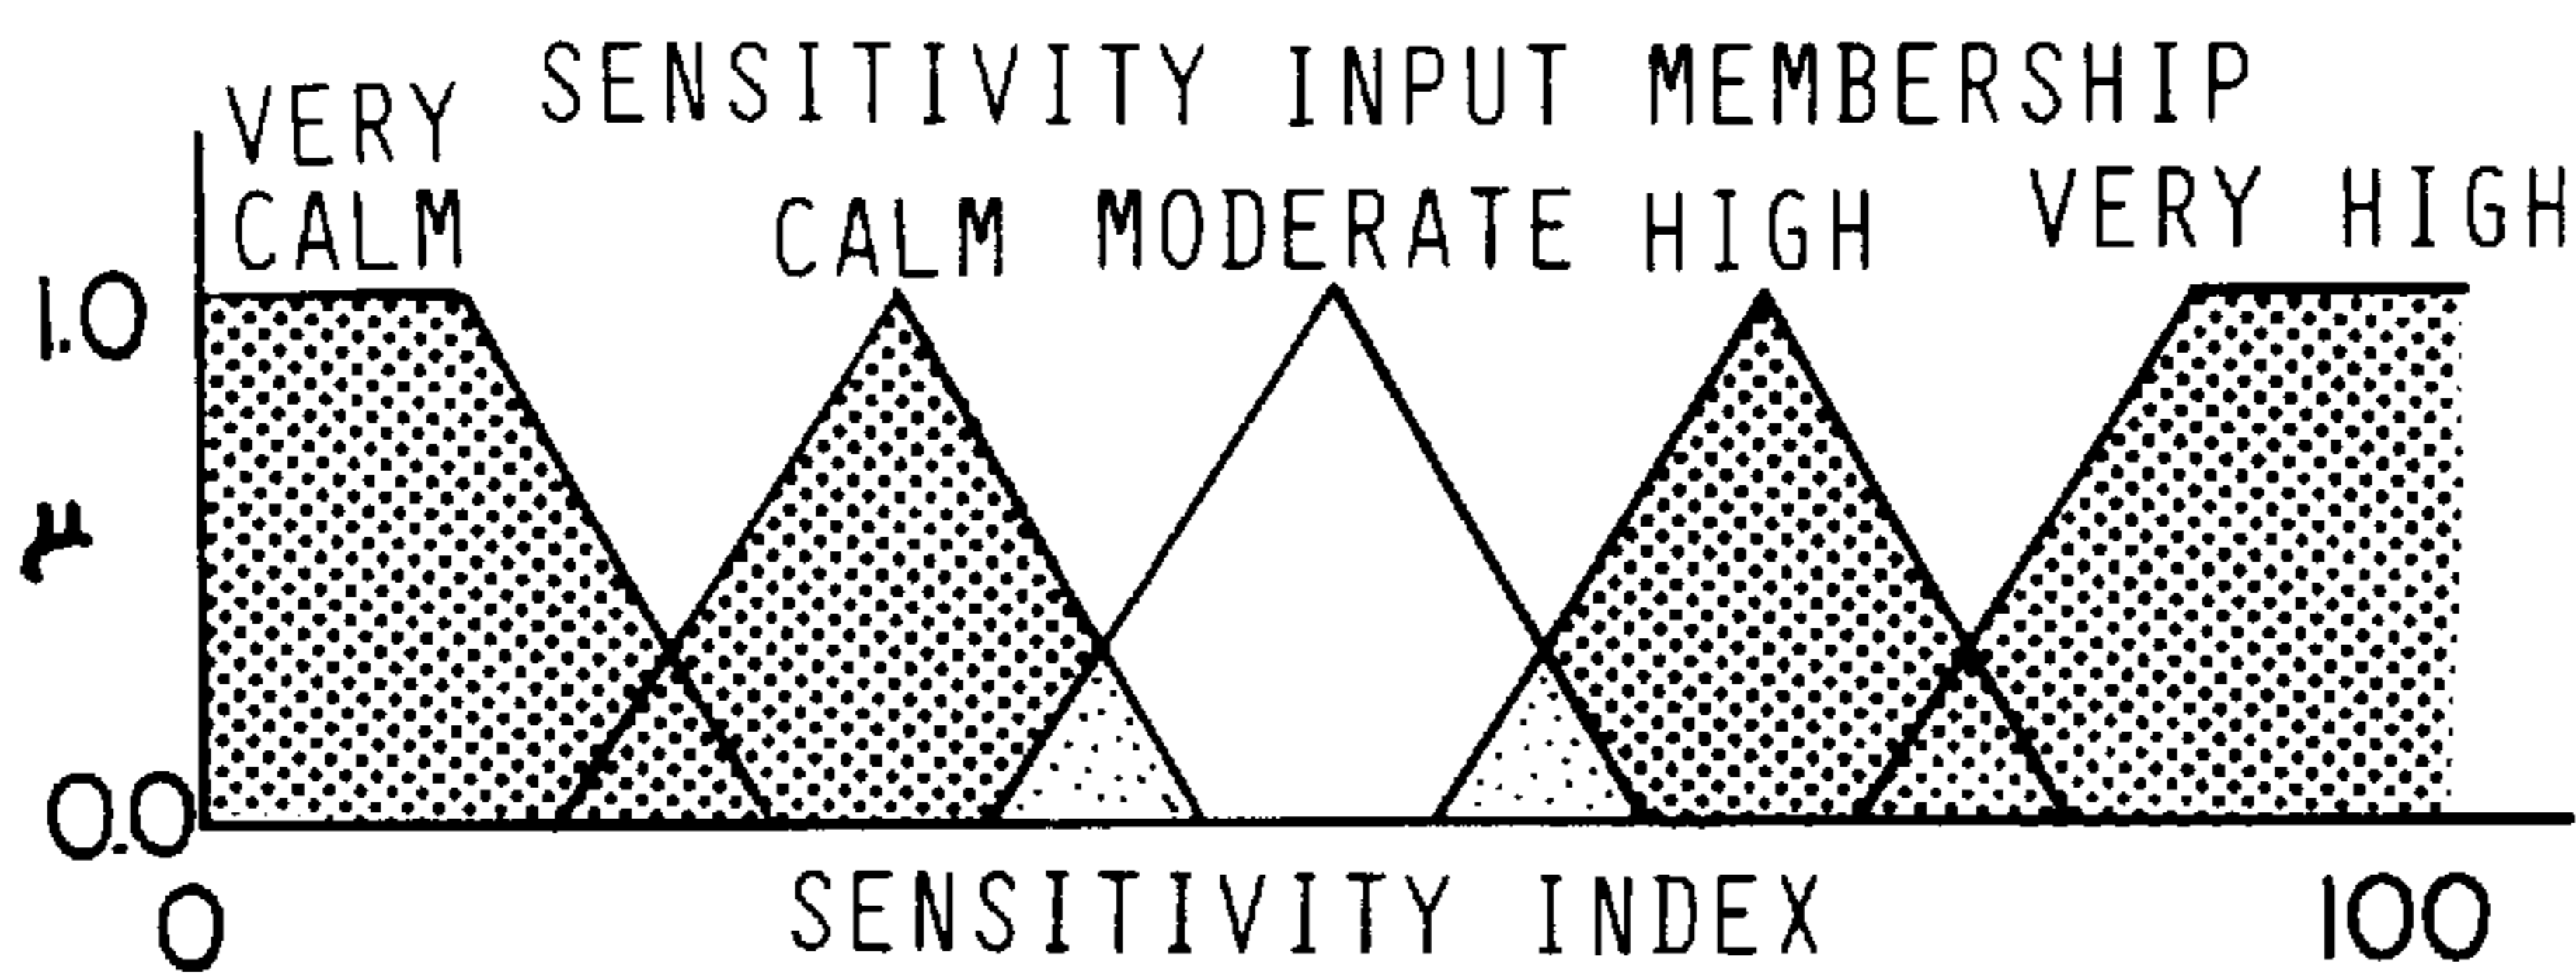 SENSITIVITY INPUT MEMBERSHIP
VERY
CALM
CALM MODERATE HIGH VERY HIGH
1.0
μ
0.0
0 SENSITIVITY INDEX 100